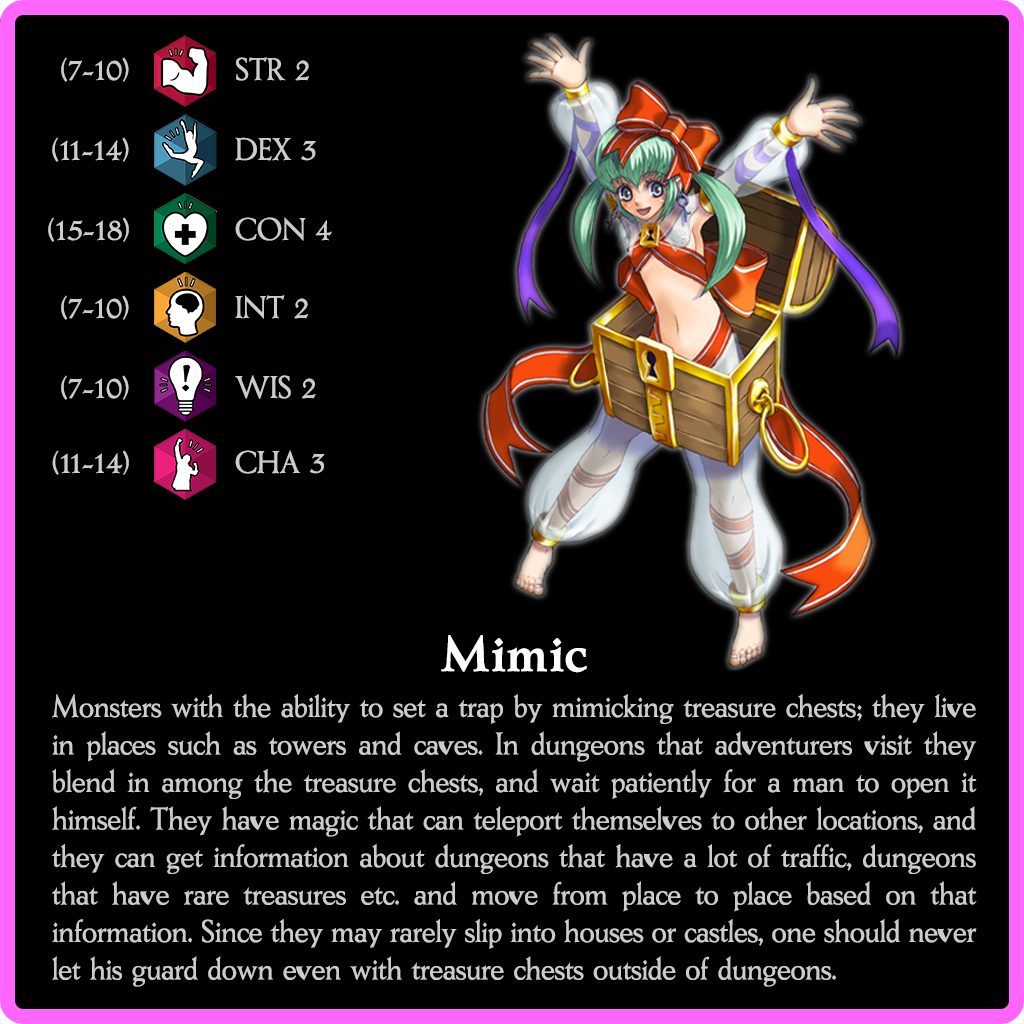 (7-10) STR 2
(11-14) DEX 3
(15-18) CON 4
(7-10) INT 2
(7-10) WIS 2
(11-14) CHA 3
Mimic
Monsters with the ability to set a trap by mimicking treasure chests; they live
in places such as towers and caves. In dungeons that adventurers visit they
blend in among the treasure chests, and wait patiently for a man to open it
himself. They have magic that can teleport themselves to other locations, and
they can get information about dungeons that have a lot of traffic, dungeons
that have rare treasures etc. and move from place to place based on that
information. Since they may rarely slip into houses or castles, one should never
let his guard down even with treasure chests outside of dungeons.